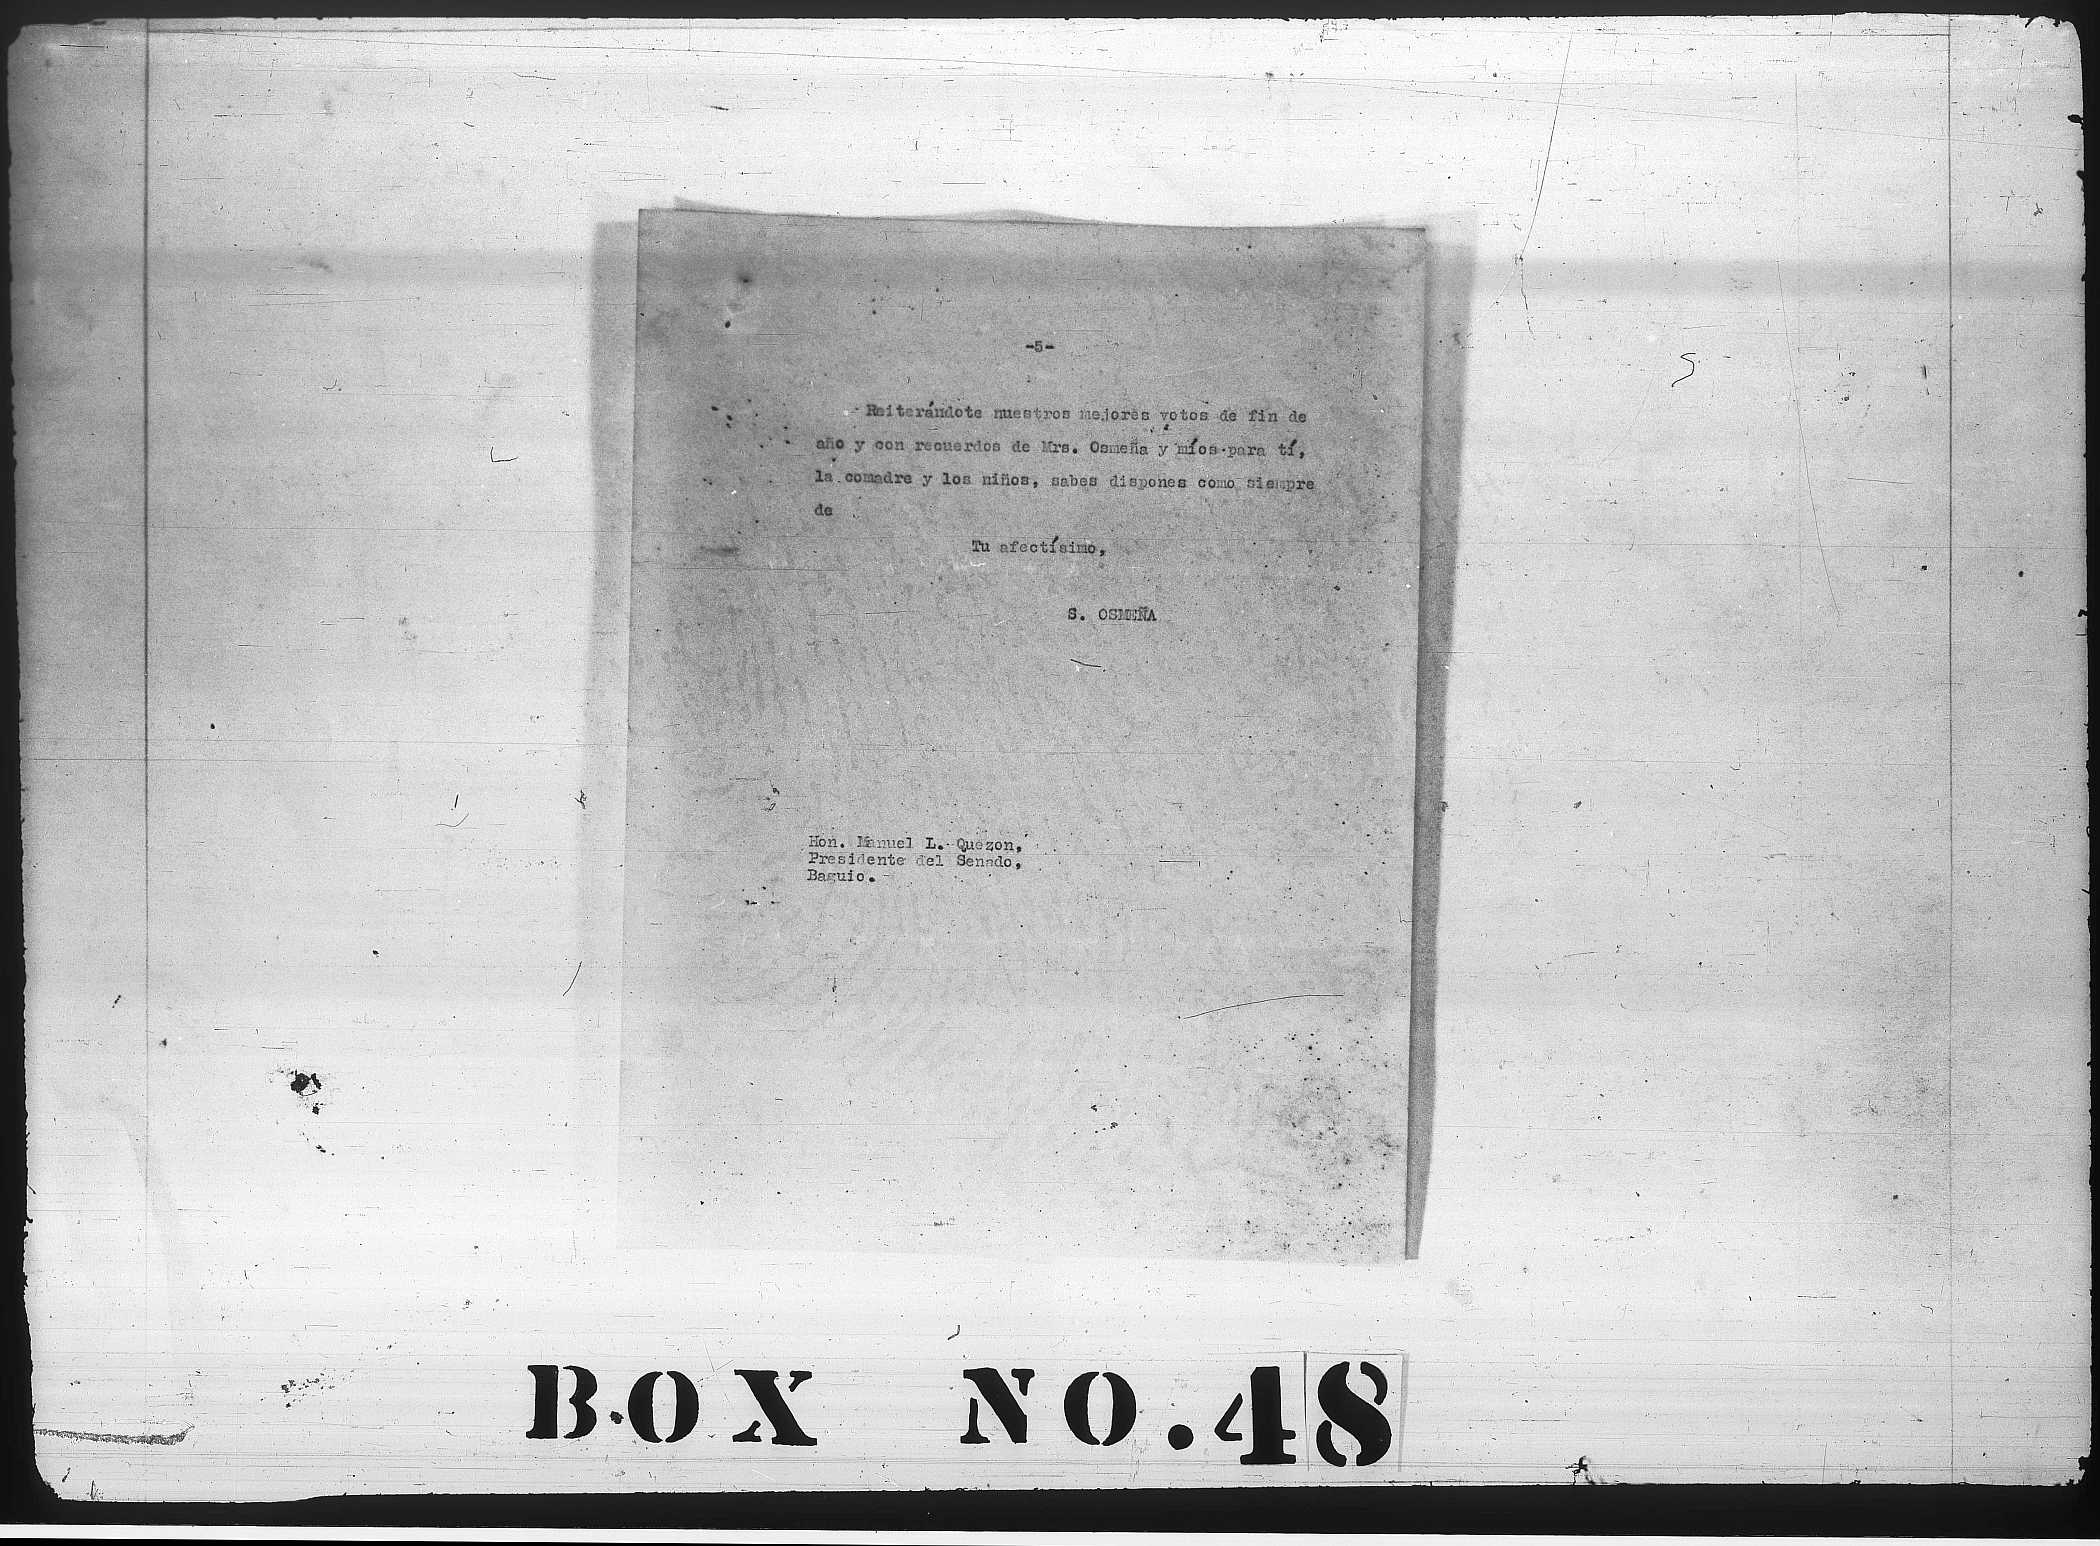 -5-
Reiterándote nuestros mejores votos de fin de
año y con recuerdos de Mrs. Osmeña y míos para tí,
la comadre y los niños, sabes dispones como siempre
de
Tu afectísimo,
S. OSMEÑA
Hon. Manuel L. Quezon,
Presidente del Senado,
Baguio.
BOX NO. 48